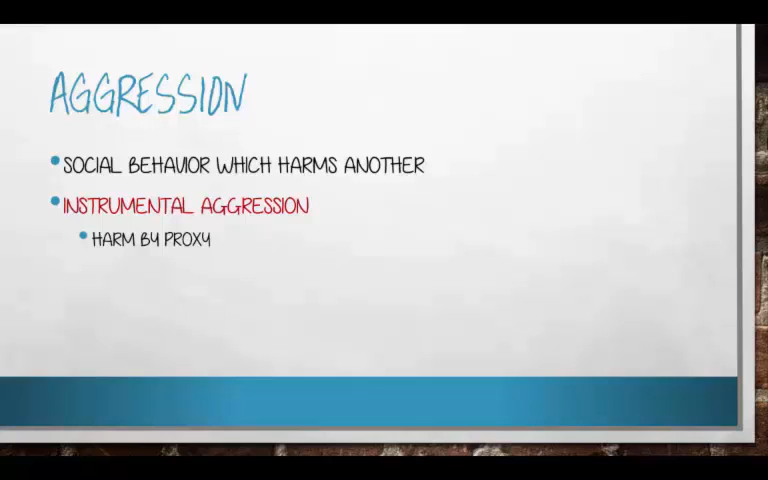 AGGRESSION
• SOCIAL BEHAVIOR WHICH HARMS ANOTHER
• INSTRUMENTAL AGGRESSION
• HARM BY PROXY